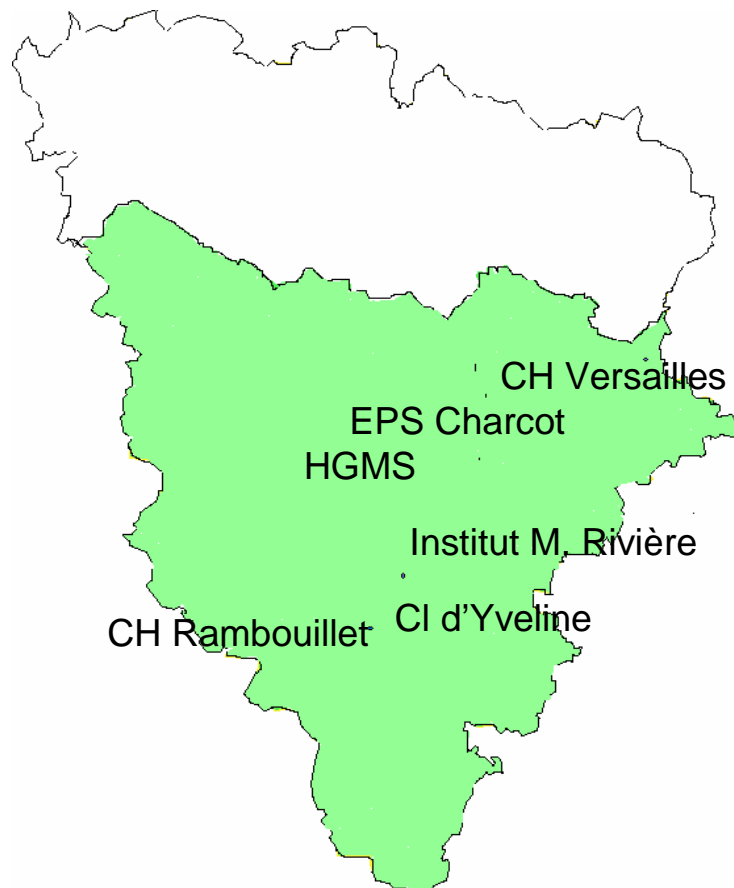 CH Versailles
EPS Charcot
HGMS
Institut M. Rivière
Cl d’Yveline
CH Rambouillet